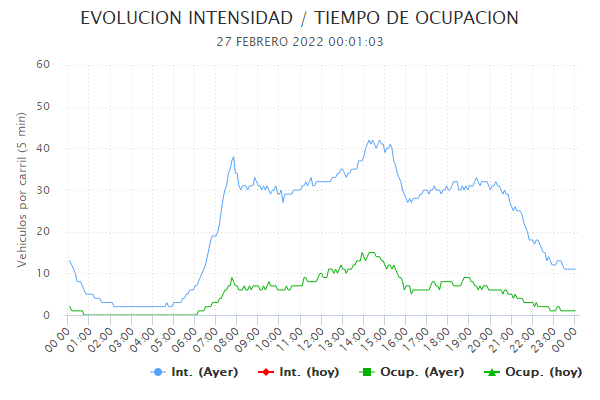 EVOLUCION INTENSIDAD / TIEMPO DE OCUPACION
27 FEBRERO 2022 00:01:03
Vehiculos por carril (5 min)
60
50
40
30
20
10
0
00:00 01:00 02:00 03:00 04:00 05:00 06:00 07:00 08:00 09:00 10:00 11:00 12:00 13:00 14:00 15:00 16:00 17:00 18:00 19:00 20:00 21:00 22:00 23:00 00:00
Int. (Ayer) Int. (hoy) Ocup. (Ayer) Ocup. (hoy)